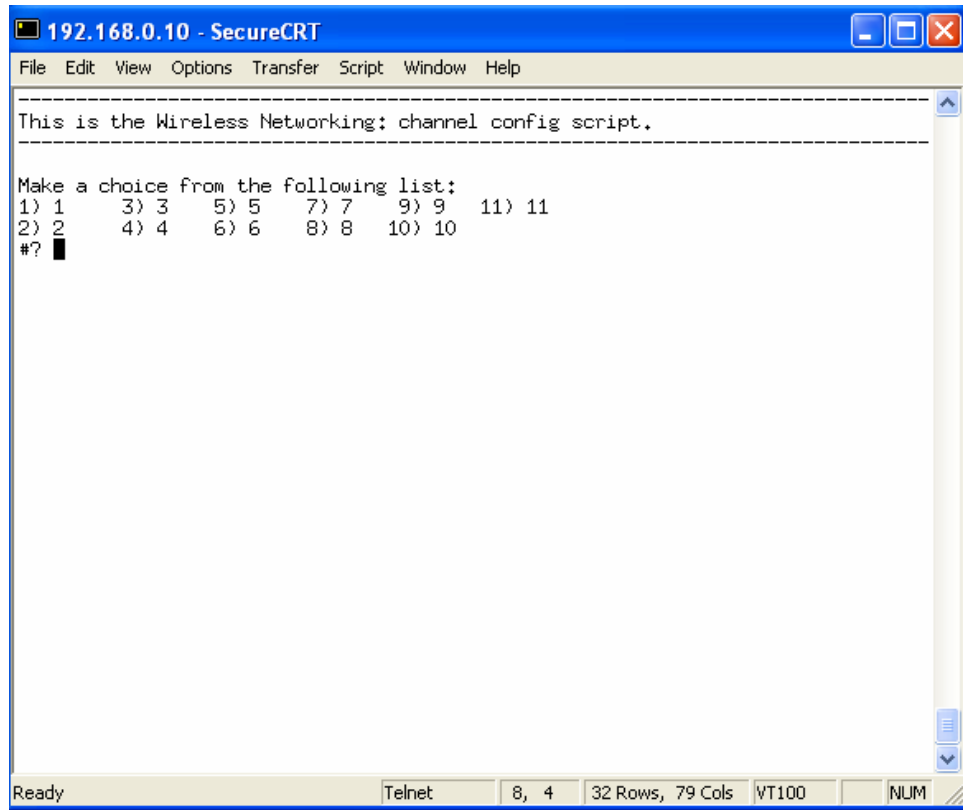 192.168.0.10 - SecureCRT
File Edit View Options Transfer Script Window Help
-------------------------------------------------------------------------------
This is the Wireless Networking: channel config script.
-------------------------------------------------------------------------------
Make a choice from the following list:
1) 1 3) 3 5) 5 7) 7 9) 9 11) 11
2) 2 4) 4 6) 6 8) 8 10) 10
#?
Ready Telnet 8, 4 32 Rows, 79 Cols VT100 NUM